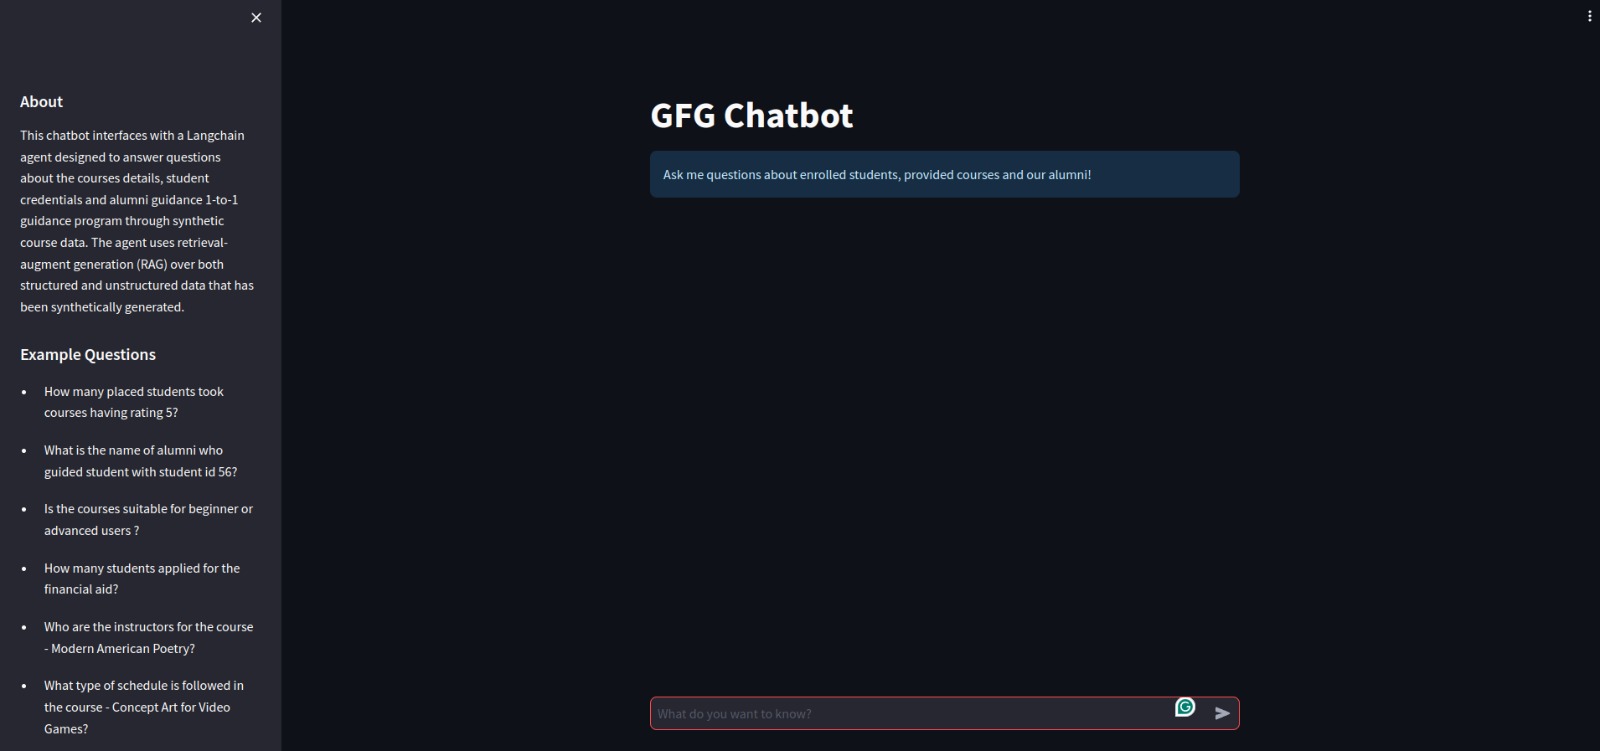 About
This chatbot interfaces with a Langchain
agent designed to answer questions
about the courses details, student
credentials and alumni guidance 1-to-1
guidance program through synthetic
course data. The agent uses retrieval-
augment generation (RAG) over both
structured and unstructured data that has
been synthetically generated.
Example Questions
• How many placed students took
courses having rating 5?
• What is the name of alumni who
guided student with student id 56?
• Is the courses suitable for beginner or
advanced users ?
• How many students applied for the
financial aid?
• Who are the instructors for the course
- Modern American Poetry?
• What type of schedule is followed in
the course - Concept Art for Video
Games?
GFG Chatbot
Ask me questions about enrolled students, provided courses and our alumni!
What do you want to know?